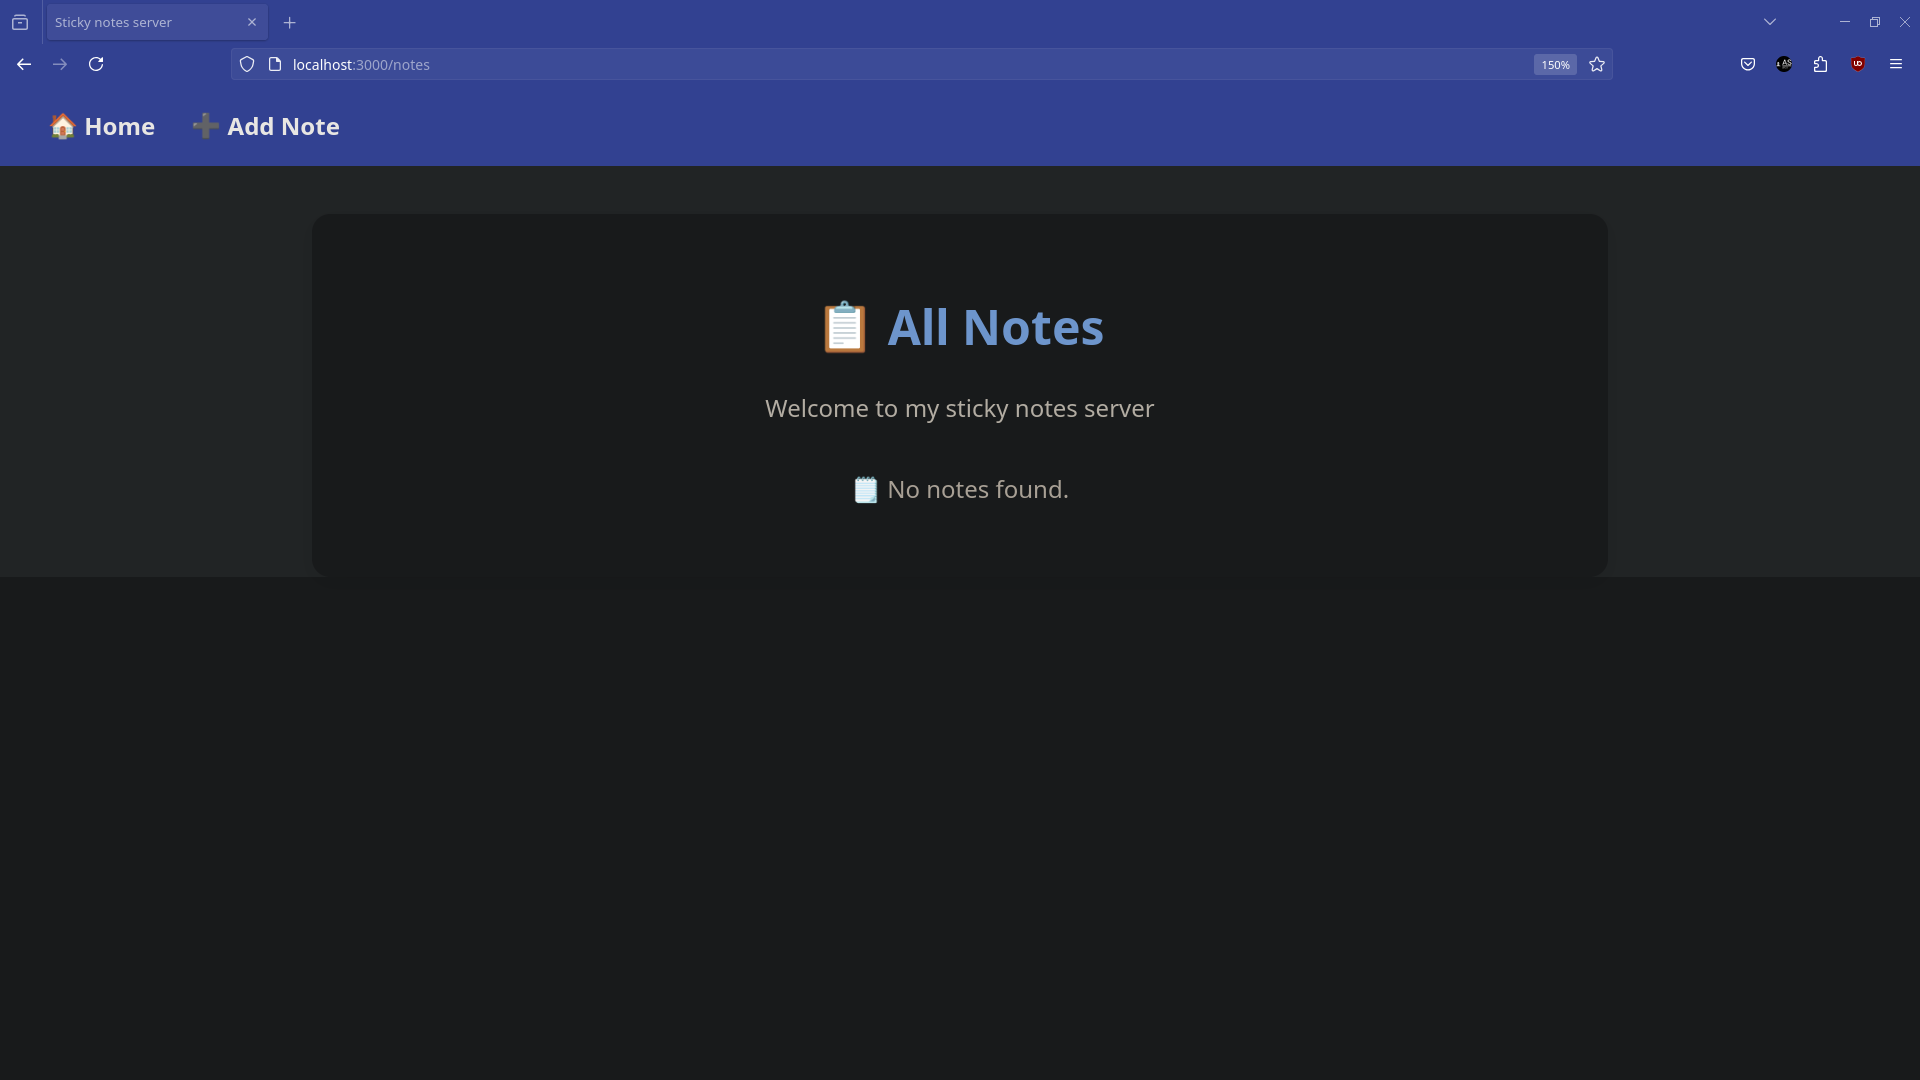 Sticky notes server
localhost:3000/notes
150%
🏠 Home
➕ Add Note
📋 All Notes
Welcome to my sticky notes server
🗒️ No notes found.